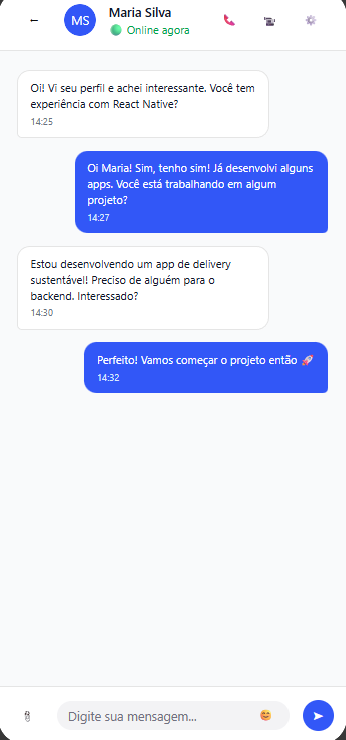 ←
MS
Maria Silva
Online agora
Oi! Vi seu perfil e achei interessante. Você tem
experiência com React Native?
14:25
Oi Maria! Sim, tenho sim! Já desenvolvi alguns
apps. Você está trabalhando em algum
projeto?
14:27
Estou desenvolvendo um app de delivery
sustentável! Preciso de alguém para o
backend. Interessado?
14:30
Perfeito! Vamos começar o projeto então 🚀
14:32
Digite sua mensagem...